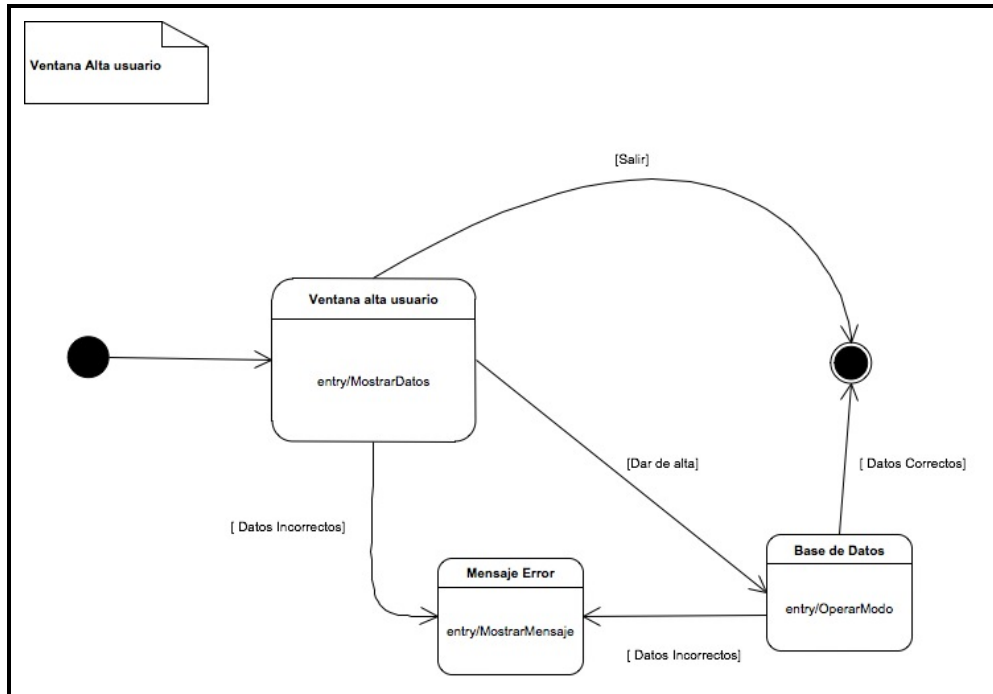 Ventana Alta usuario
[Salir]
Ventana alta usuario
entry/MostrarDatos
[Dar de alta]
[ Datos Correctos]
[ Datos Incorrectos]
Base de Datos
entry/OperarModo
Mensaje Error
entry/MostrarMensaje
[ Datos Incorrectos]